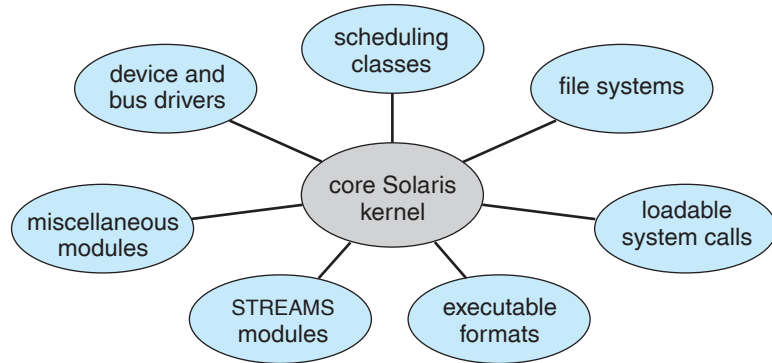 scheduling
classes
device and
bus drivers
file systems
core Solaris
kernel
miscellaneous
modules
loadable
system calls
STREAMS
modules
executable
formats